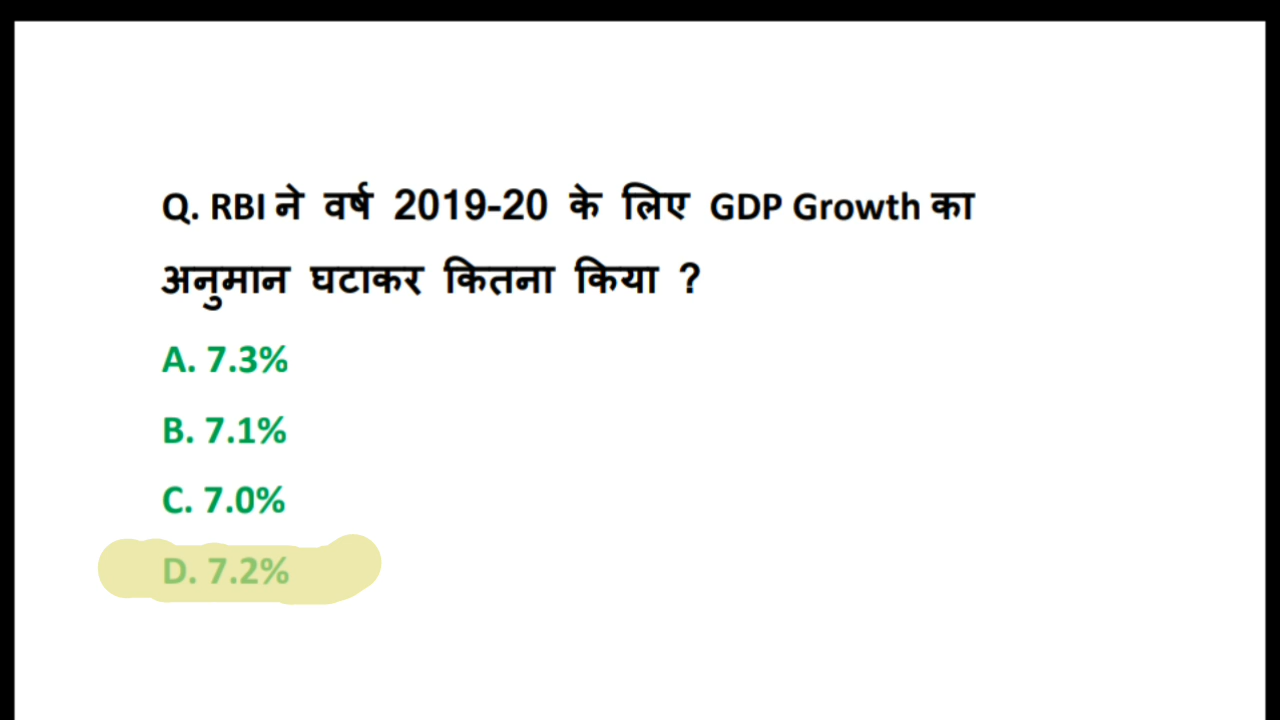 Q. RBI ने वर्ष 2019-20 के लिए GDP Growth का
अनुमान घटाकर कितना किया ?
A. 7.3%
B. 7.1%
C. 7.0%
D. 7.2%